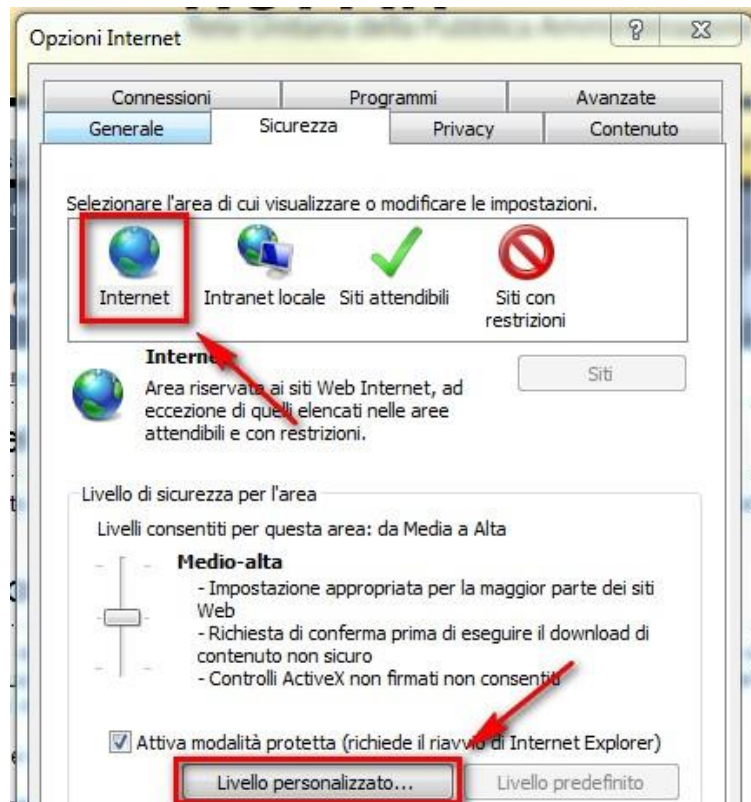 Opzioni Internet
Connessioni Programmi Avanzate
Generale Sicurezza Privacy Contenuto
Selezionare l'area di cui visualizzare o modificare le impostazioni.
Internet Intranet locale Siti attendibili Siti con
restrizioni
Internet
Siti
Area riservata ai siti Web Internet, ad
eccezione di quelli elencati nelle aree
attendibili e con restrizioni.
Livello di sicurezza per l'area
Livelli consentiti per questa area: da Media a Alta
Medio-alta
- Impostazione appropriata per la maggior parte dei siti
Web
- Richiesta di conferma prima di eseguire il download di
contenuto non sicuro
- Controlli ActiveX non firmati non consentiti
Attiva modalità protetta (richiede il riavvio di Internet Explorer)
Livello personalizzato... Livello predefinito